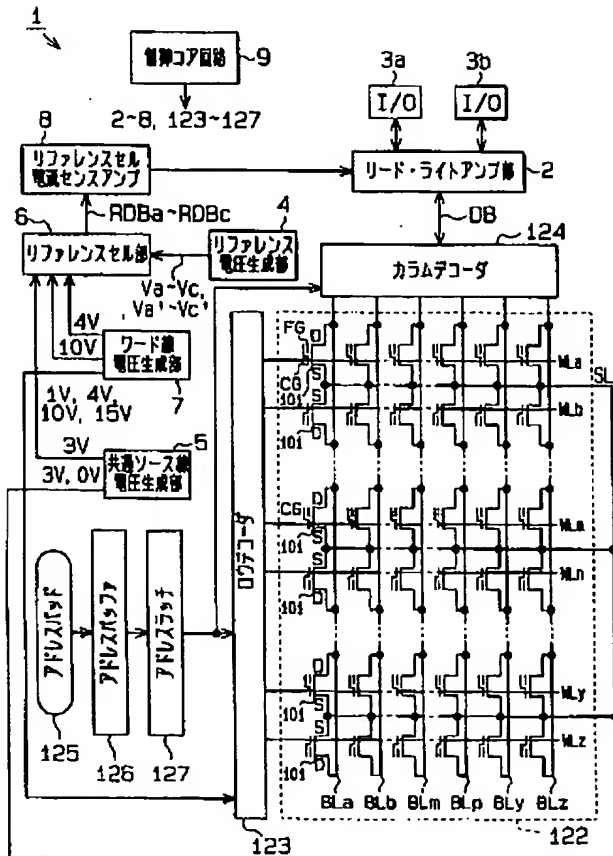 1
制御コア回路
9
2~8, 123~127
3a
3b
I/O
I/O
8
リファレンスセル
電流センスアンプ
リード・ライトアンプ部
2
RDBa~RDBc
DB
6
4
124
リファレンスセル部
リファレンス
電圧生成部
カラムデコーダ
Va~Vc,
Va'~Vc'
4V
10V
ワード線
電圧生成部
7
1V, 4V,
10V, 15V
3V
3V, 0V
共通ソース線
電圧生成部
5
FG
D
CG
S
101
S
101
D
WLa
SL
WLb
CG
D
101
S
S
101
D
WLm
WLn
D
101
S
S
101
D
WLy
WLz
ロウデコーダ
アドレスパッド
アドレスバッファ
アドレスラッチ
125
126
127
123
BLa
BLb
BLm
BLp
BLy
BLz
122